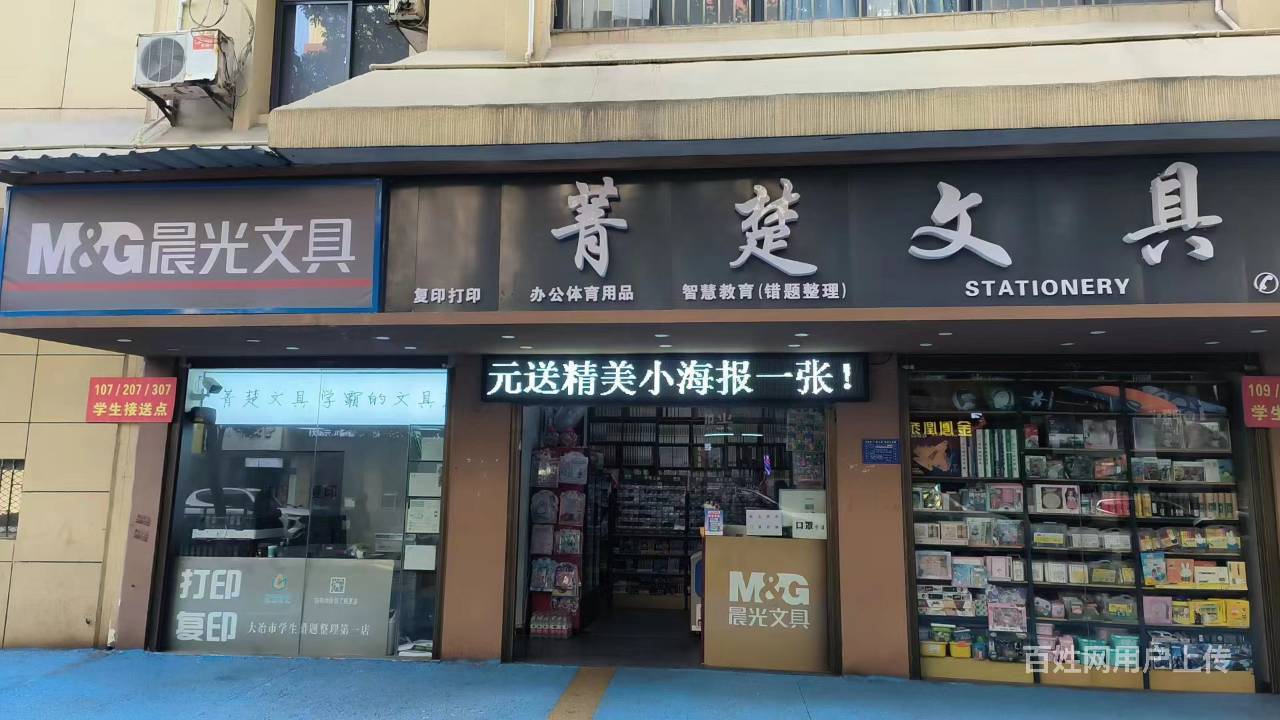 M&G晨光文具
菁楚文具
复印打印
办公体育用品
智慧教育(错题整理)
STATIONERY
107/207/307
学生接送点
菁楚文具学霸的文具
元送精美小海报一张!
109/
学生
打印
复印
大冶市学生错题整理第一店
口罩
M&G
晨光文具
百姓网用户上传